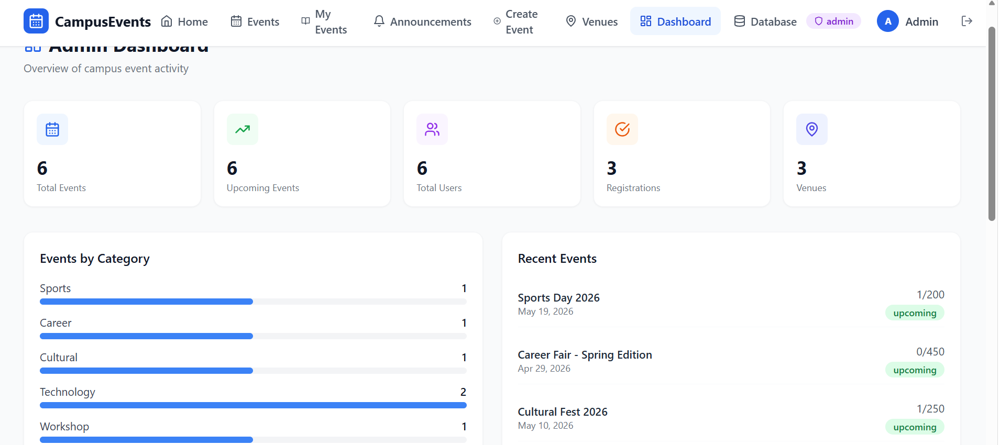 CampusEvents
Home
Events
My
Events
Announcements
Create
Event
Venues
Dashboard
Database
admin
A
Admin
Admin Dashboard
Overview of campus event activity
6
Total Events
6
Upcoming Events
6
Total Users
3
Registrations
3
Venues
Events by Category
Sports 1
Career 1
Cultural 1
Technology 2
Workshop 1
Recent Events
Sports Day 2026
May 19, 2026
1/200
upcoming
Career Fair - Spring Edition
Apr 29, 2026
0/450
upcoming
Cultural Fest 2026
May 10, 2026
1/250
upcoming